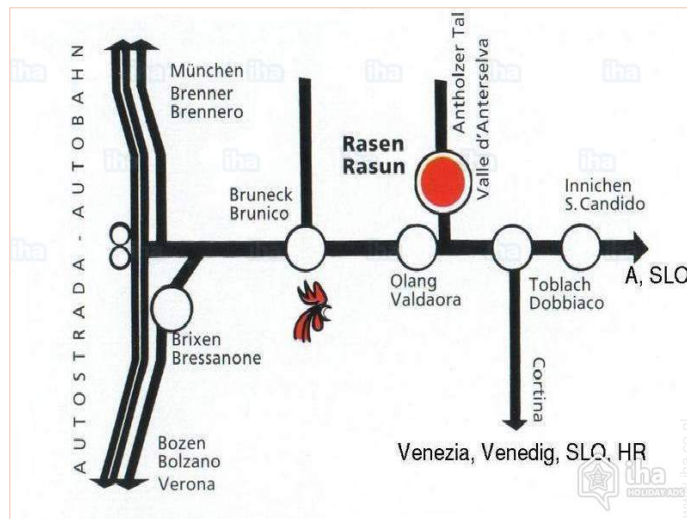 AUTOSTRADA - AUTOBAHN
München
Brenner
Brennero
Antholzer Tal
Valle d'Anterselva
Rasen
Rasun
Bruneck
Brunico
Innichen
S. Candido
A, SLO
Olang
Valdaora
Toblach
Dobbiaco
Brixen
Bressanone
Cortina
Bozen
Bolzano
Verona
Venezia, Venedig, SLO, HR
iha
HOLIDAY ADS